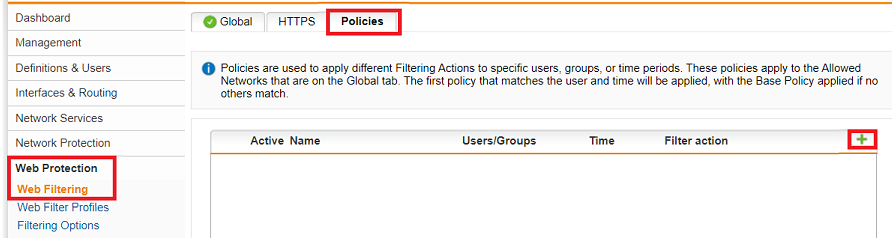 Dashboard
Management
Definitions & Users
Interfaces & Routing
Network Services
Network Protection
Web Protection
Web Filtering
Web Filter Profiles
Filtering Options
Global HTTPS Policies
Policies are used to apply different Filtering Actions to specific users, groups, or time periods. These policies apply to the Allowed
Networks that are on the Global tab. The first policy that matches the user and time will be applied, with the Base Policy applied if no
others match.
Active Name Users/Groups Time Filter action